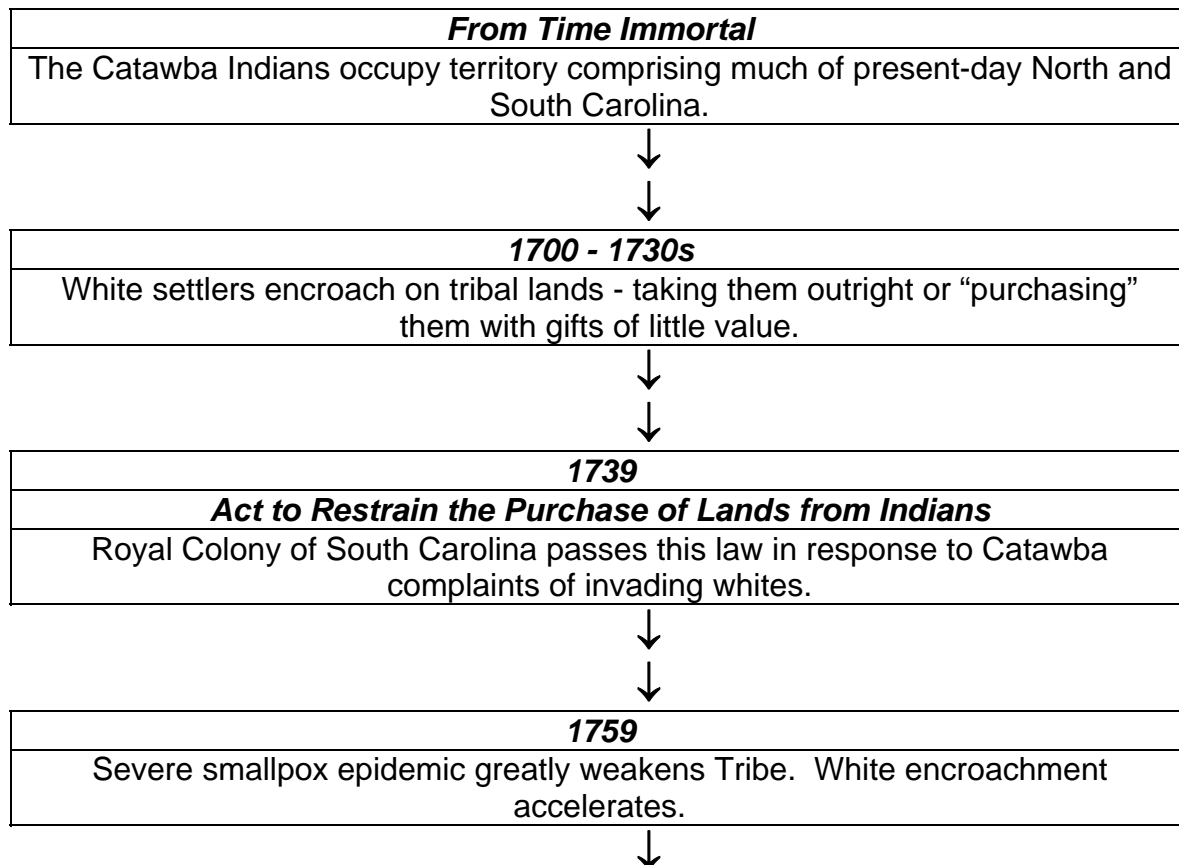 From Time Immortal
The Catawba Indians occupy territory comprising much of present-day North and
South Carolina.
↓
↓
1700 - 1730s
White settlers encroach on tribal lands - taking them outright or “purchasing”
them with gifts of little value.
↓
↓
1739
Act to Restrain the Purchase of Lands from Indians
Royal Colony of South Carolina passes this law in response to Catawba
complaints of invading whites.
↓
↓
1759
Severe smallpox epidemic greatly weakens Tribe.  White encroachment
accelerates.
↓